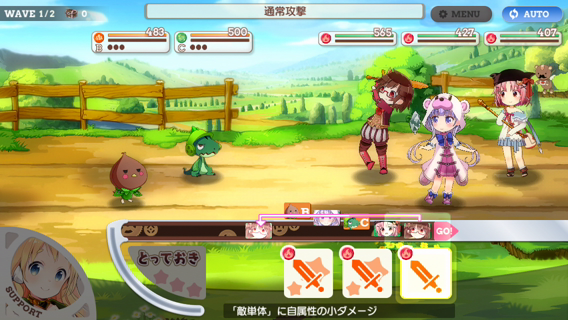 WAVE 1/2 0
通常攻撃
MENU
AUTO
483
B
500
C
565
427
407
B
C
GO!
とっておき
SUPPORT
「敵単体」に自属性の小ダメージ